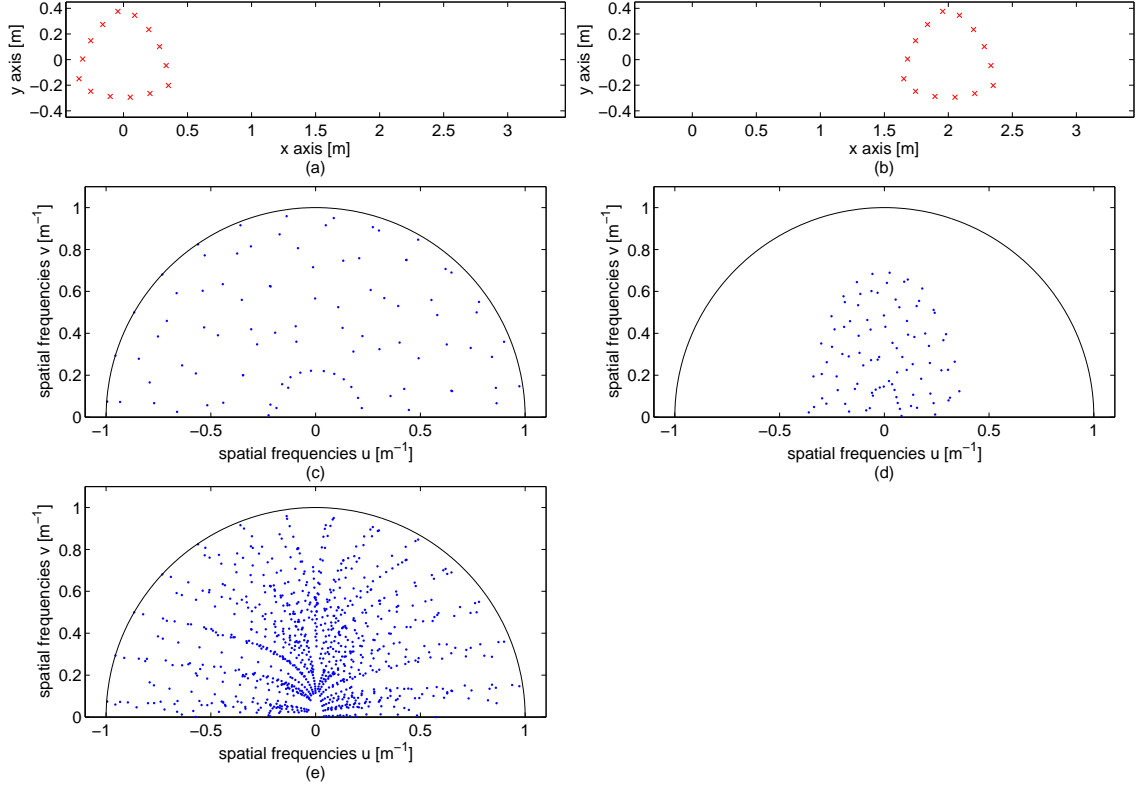 0.4
0.2
0
−0.2
−0.4
y axis [m]
0 0.5 1 1.5 2 2.5 3
x axis [m]
(a)
0.4
0.2
0
−0.2
−0.4
y axis [m]
0 0.5 1 1.5 2 2.5 3
x axis [m]
(b)
1
0.8
0.6
0.4
0.2
0
spatial frequencies v [m⁻¹]
−1 −0.5 0 0.5 1
spatial frequencies u [m⁻¹]
(c)
1
0.8
0.6
0.4
0.2
0
spatial frequencies v [m⁻¹]
−1 −0.5 0 0.5 1
spatial frequencies u [m⁻¹]
(d)
1
0.8
0.6
0.4
0.2
0
spatial frequencies v [m⁻¹]
−1 −0.5 0 0.5 1
spatial frequencies u [m⁻¹]
(e)